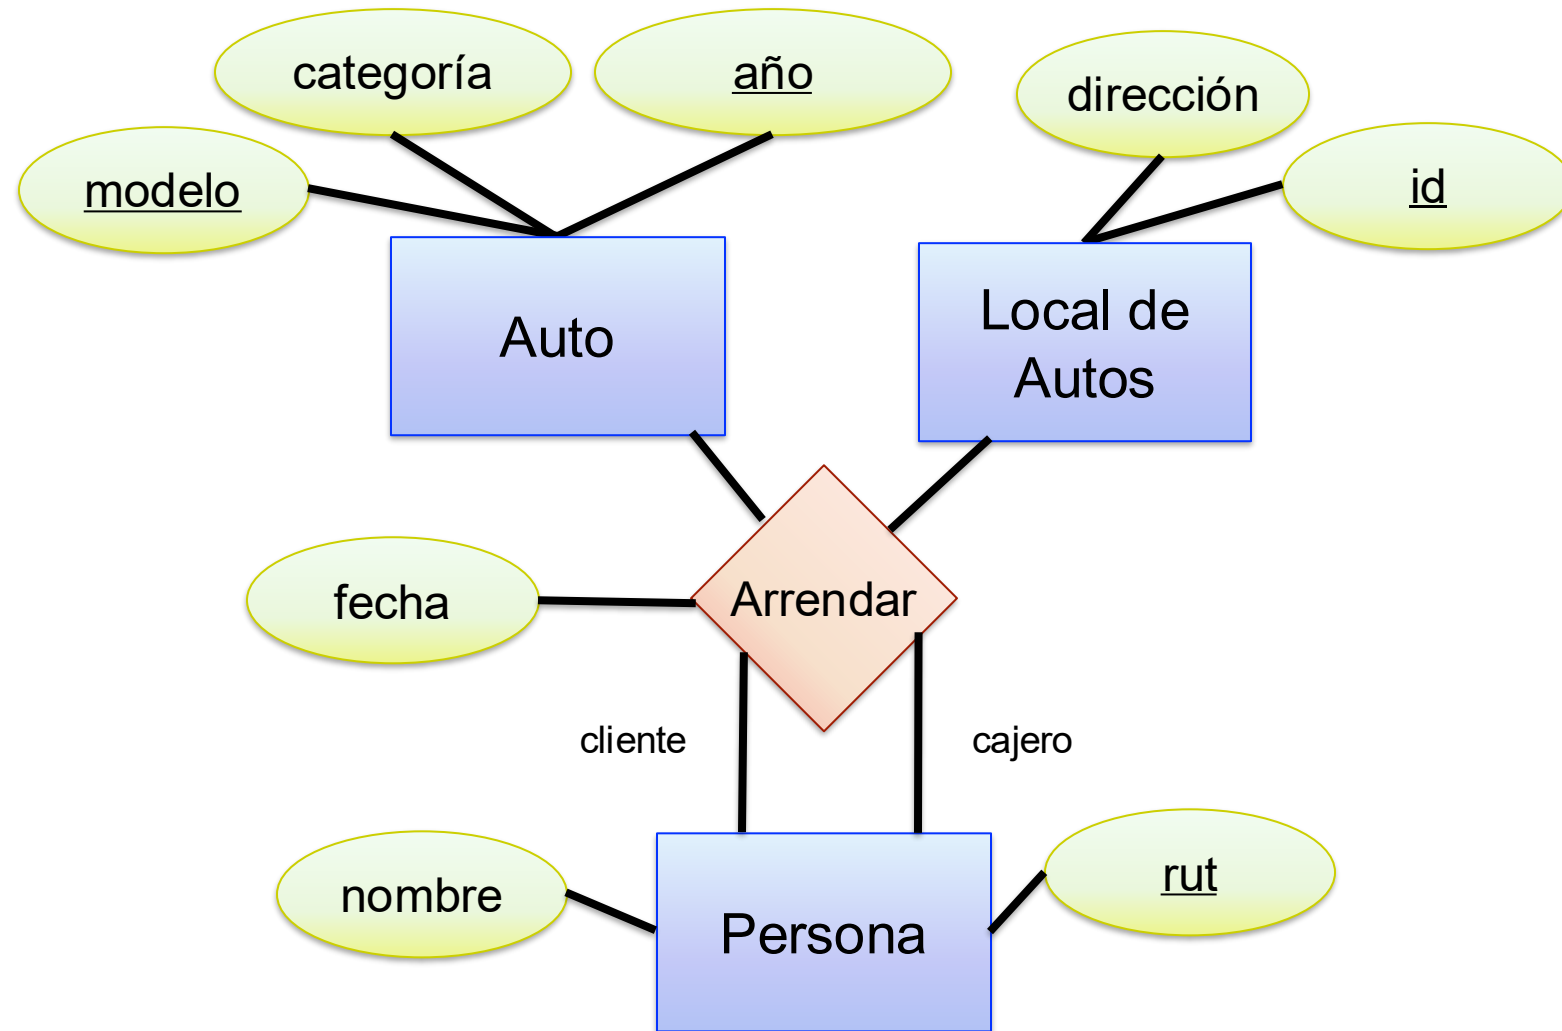 categoría
año
dirección
modelo
id
Auto
Local de
Autos
fecha
Arrendar
cliente
cajero
nombre
rut
Persona